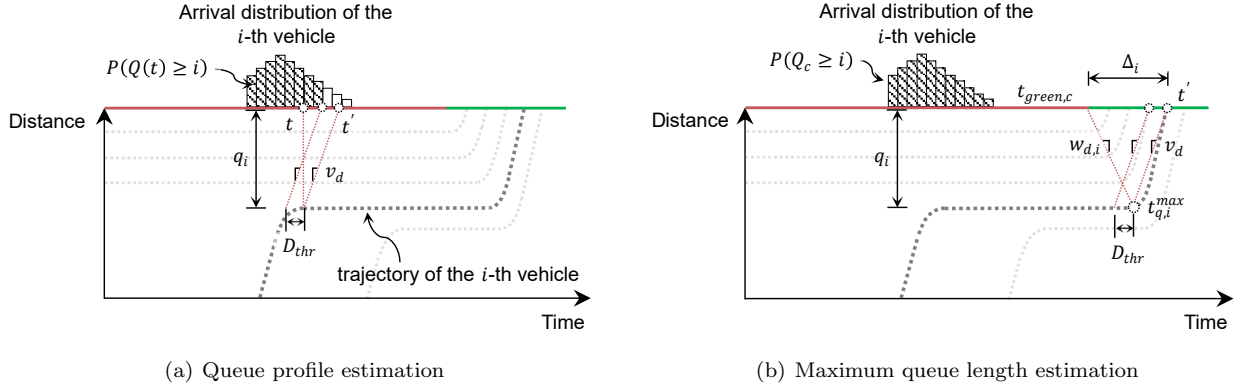 Arrival distribution of the
i-th vehicle
P(Q(t) ≥ i)
Distance
t
t′
q_i
v_d
D_thr
trajectory of the i-th vehicle
Time
(a) Queue profile estimation
Arrival distribution of the
i-th vehicle
P(Q_c ≥ i)
Δ_i
t_green,c
t′
Distance
q_i
w_d,i
v_d
t_q,i^max
D_thr
Time
(b) Maximum queue length estimation